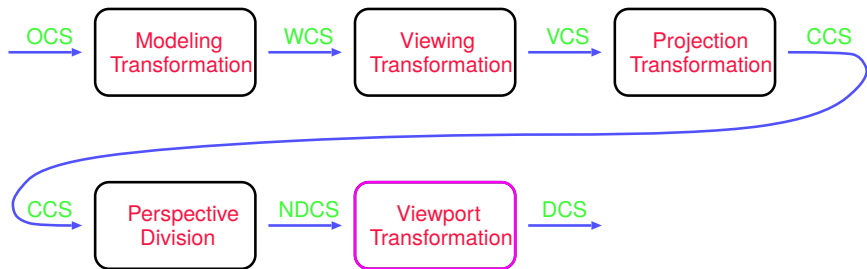 OCS
Modeling
Transformation
WCS
Viewing
Transformation
VCS
Projection
Transformation
CCS
CCS
Perspective
Division
NDCS
Viewport
Transformation
DCS